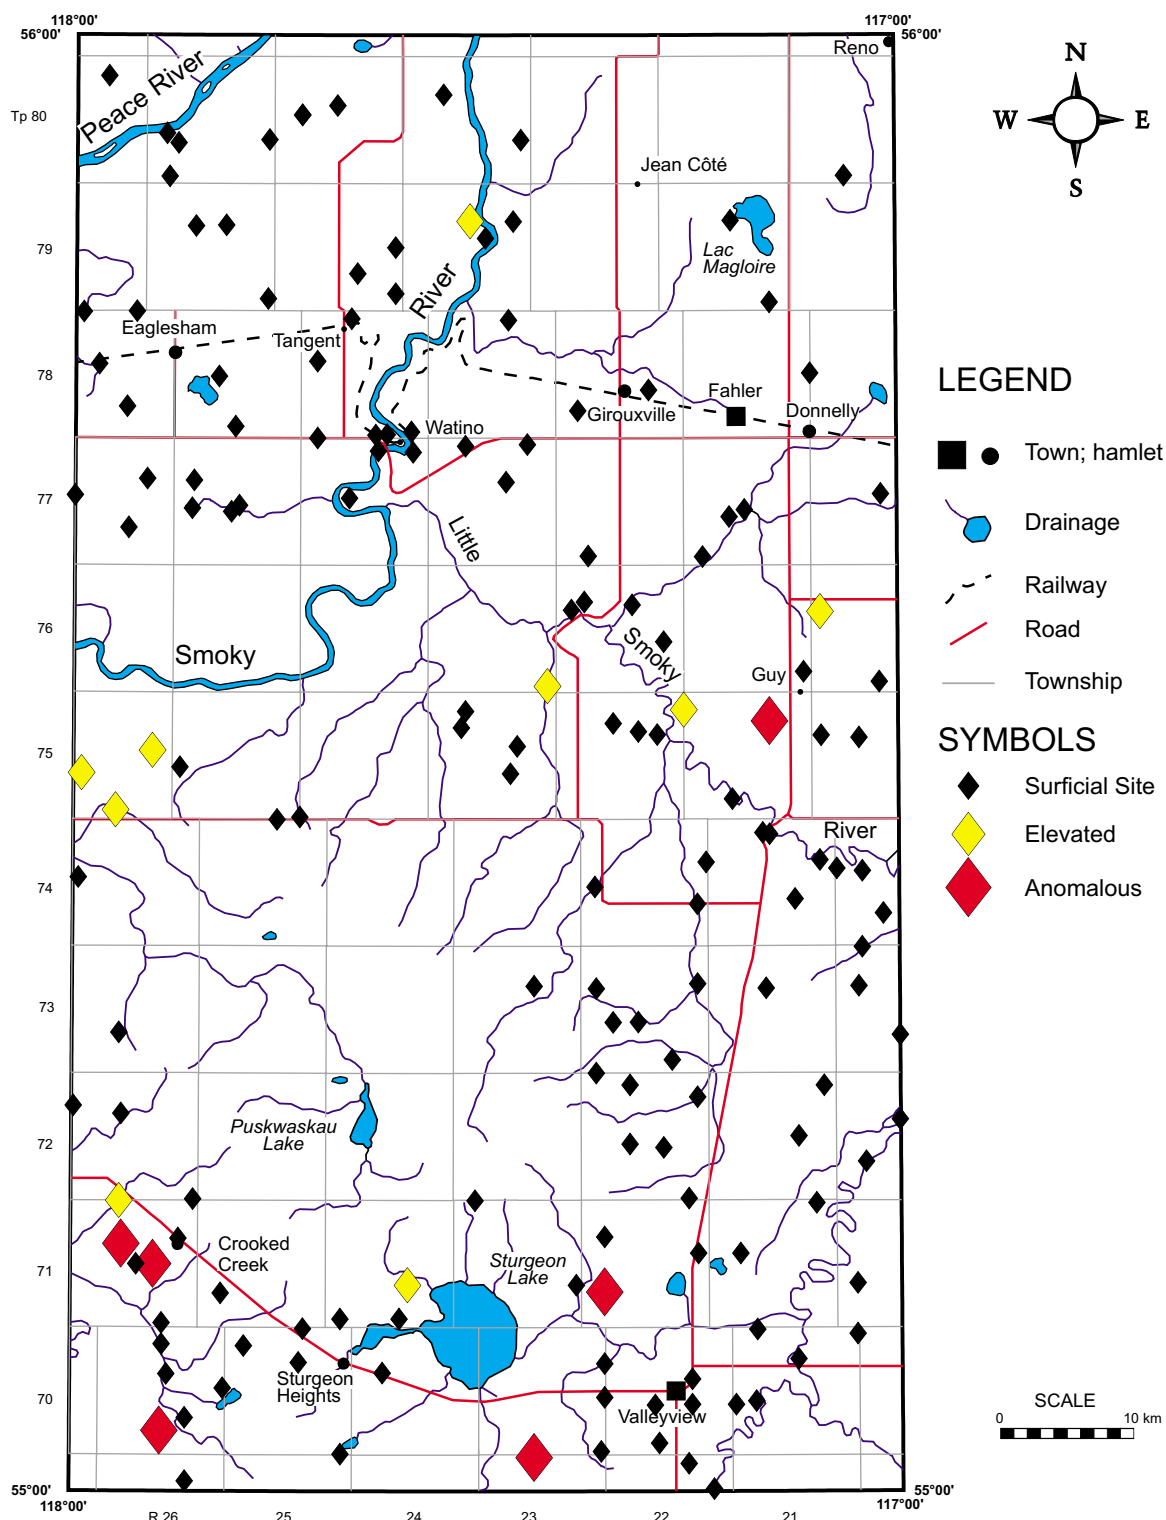 118°00'
117°00'
56°00'
56°00'
Reno
N
Peace River
Tp 80
W
E
Jean Côté
S
79
Lac
Magloire
River
Eaglesham
Tangent
78
Fahler
LEGEND
Girouxville
Donnelly
Watino
Town; hamlet
77
Little
Drainage
Railway
76
Smoky
Road
Smoky
Guy
Township
75
SYMBOLS
Surficial Site
River
Elevated
74
Anomalous
73
Puskwaskau
Lake
72
Crooked
Creek
Sturgeon
Lake
71
Sturgeon
Heights
70
Valleyview
SCALE
0
10 km
55°00'
55°00'
118°00'
117°00'
R 26
25
24
23
22
21